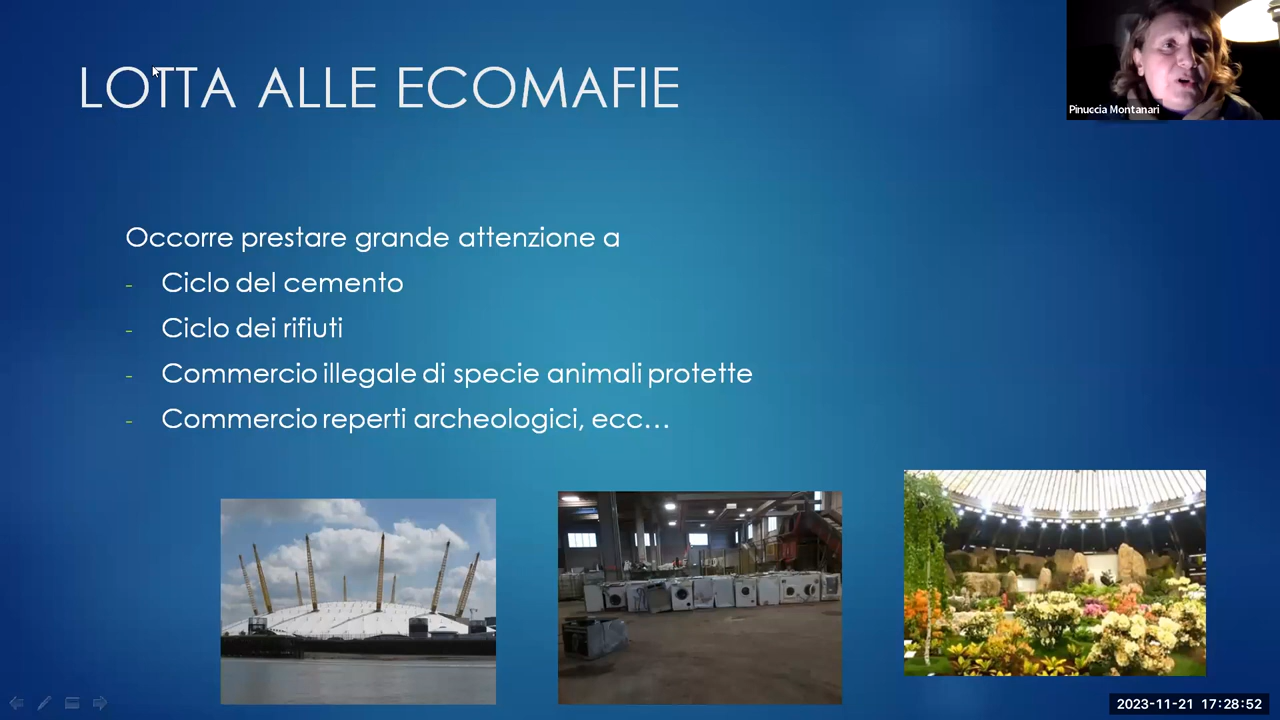 LOTTA ALLE ECOMAFIE
Pinuccia Montanari
Occorre prestare grande attenzione a
- Ciclo del cemento
- Ciclo dei rifiuti
- Commercio illegale di specie animali protette
- Commercio reperti archeologici, ecc…
2023-11-21 17:28:52